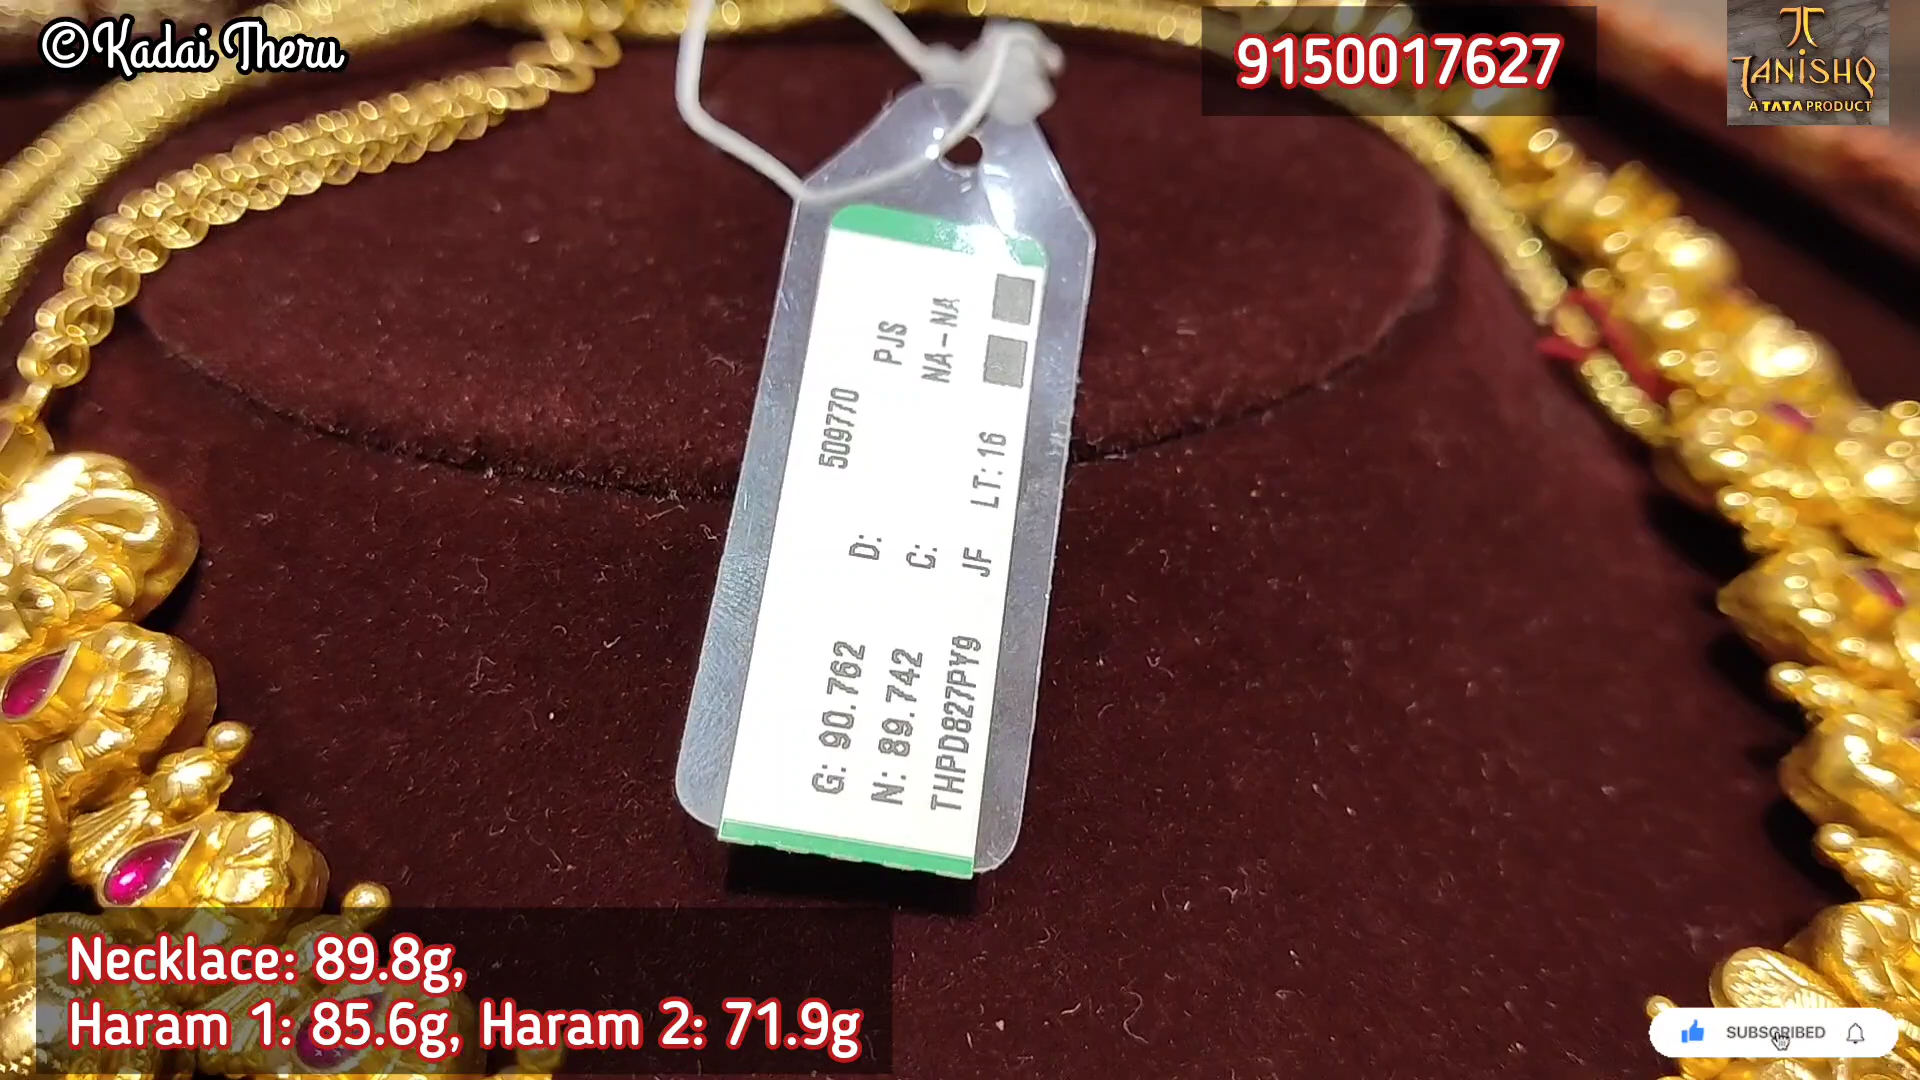 ©Kadai Theru
9150017627
TANISHQ
A TATA PRODUCT
509770
PJS
NA-NA
D:
C:
JF LT:16
G: 90.762
N: 89.742
THPD827PY9
Necklace: 89.8g,
Haram 1: 85.6g, Haram 2: 71.9g
SUBSCRIBED